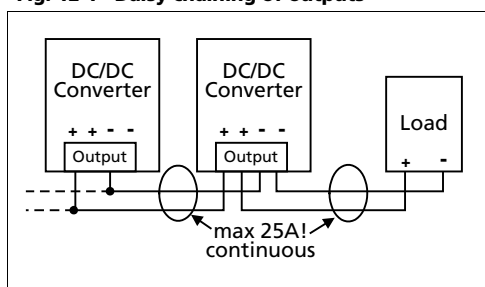 Fig. 12-1 Daisy chaining of outputs
DC/DC
Converter
+ + - -
Output
DC/DC
Converter
+ + - -
Output
Load
+ -
max 25A!
continuous